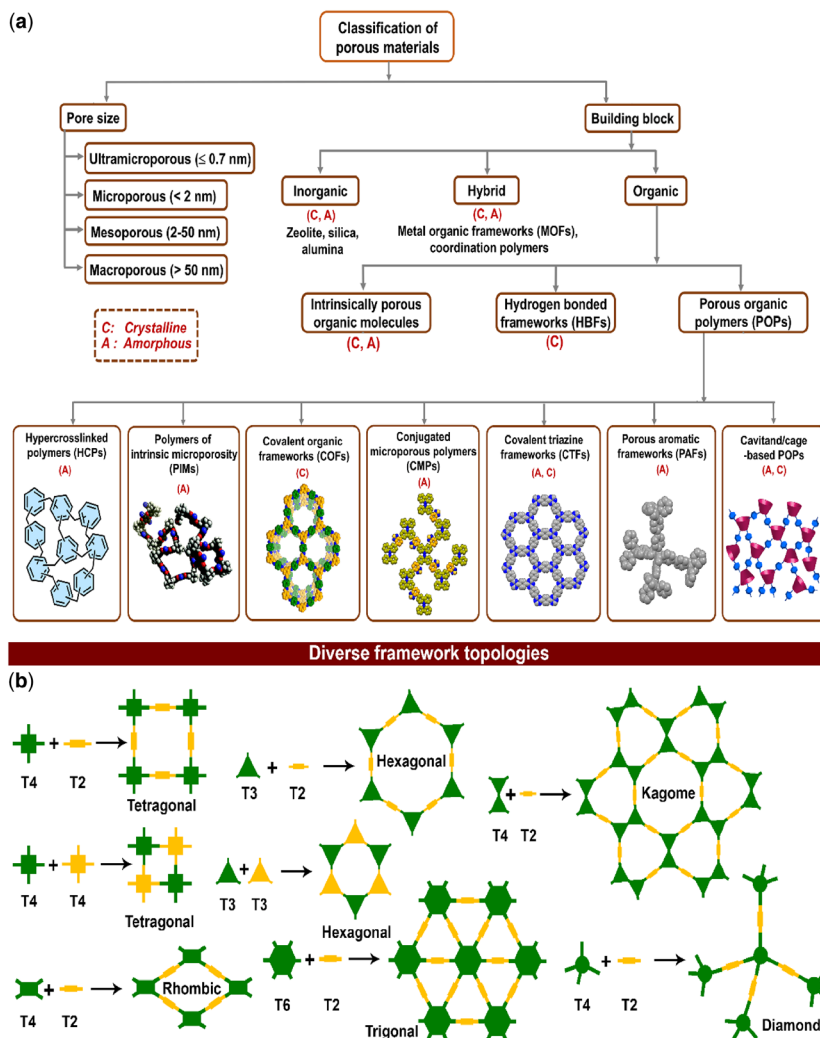 (a)
Classification of
porous materials
Pore size
Building block
Ultramicroporous (≤ 0.7 nm)
Microporous (< 2 nm)
Mesoporous (2-50 nm)
Macroporous (> 50 nm)
Inorganic
Hybrid
Organic
(C, A)
Zeolite, silica,
alumina
(C, A)
Metal organic frameworks (MOFs),
coordination polymers
C: Crystalline
A : Amorphous
Intrinsically porous
organic molecules
(C, A)
Hydrogen bonded
frameworks (HBFs)
(C)
Porous organic
polymers (POPs)
Hypercrosslinked
polymers (HCPs)
(A)
Polymers of
intrinsic microporosity
(PIMs)
(A)
Covalent organic
frameworks (COFs)
(C)
Conjugated
microporous polymers
(CMPs)
(A)
Covalent triazine
frameworks (CTFs)
(A, C)
Porous aromatic
frameworks (PAFs)
(A)
Cavitand/cage
-based POPs
(A, C)
Diverse framework topologies
(b)
T4 + T2
Tetragonal
T3 + T2
Hexagonal
T4 + T2
Kagome
T4 + T4
Tetragonal
T3 + T3
Hexagonal
T4 + T2
Rhombic
T6 + T2
Trigonal
T4 + T2
Diamond